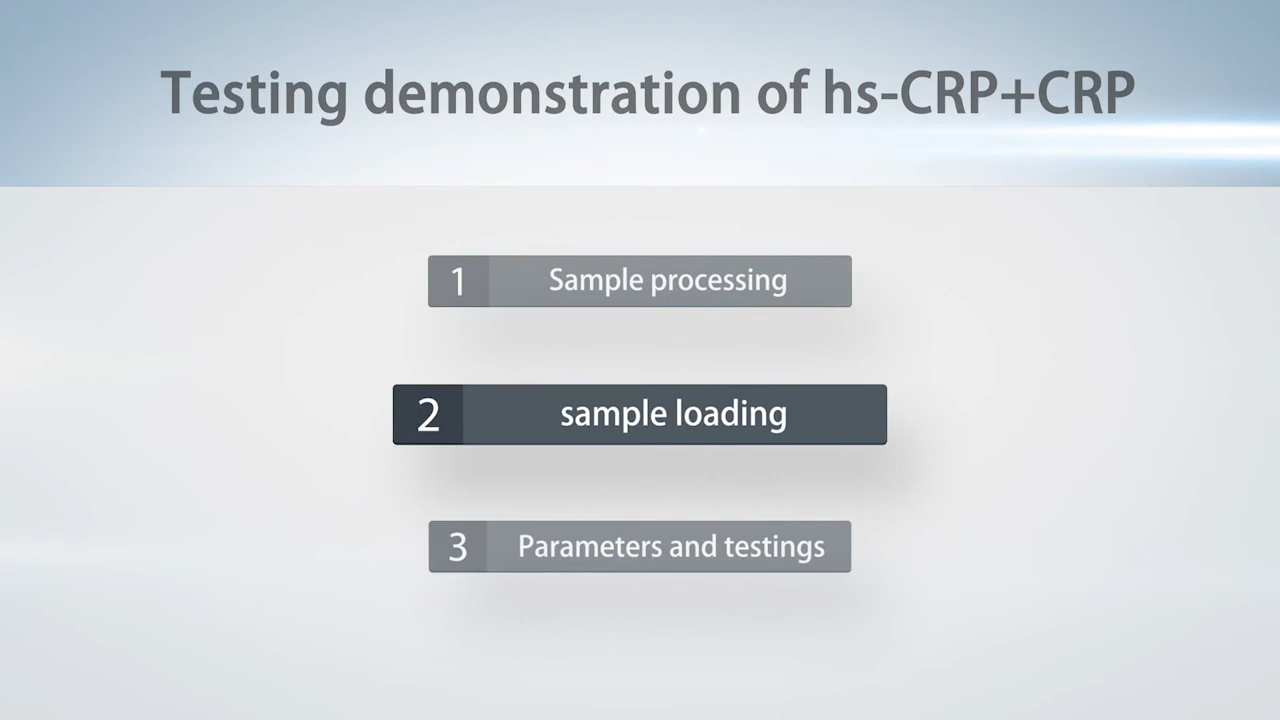 Testing demonstration of hs-CRP+CRP
1 Sample processing
2 sample loading
3 Parameters and testings